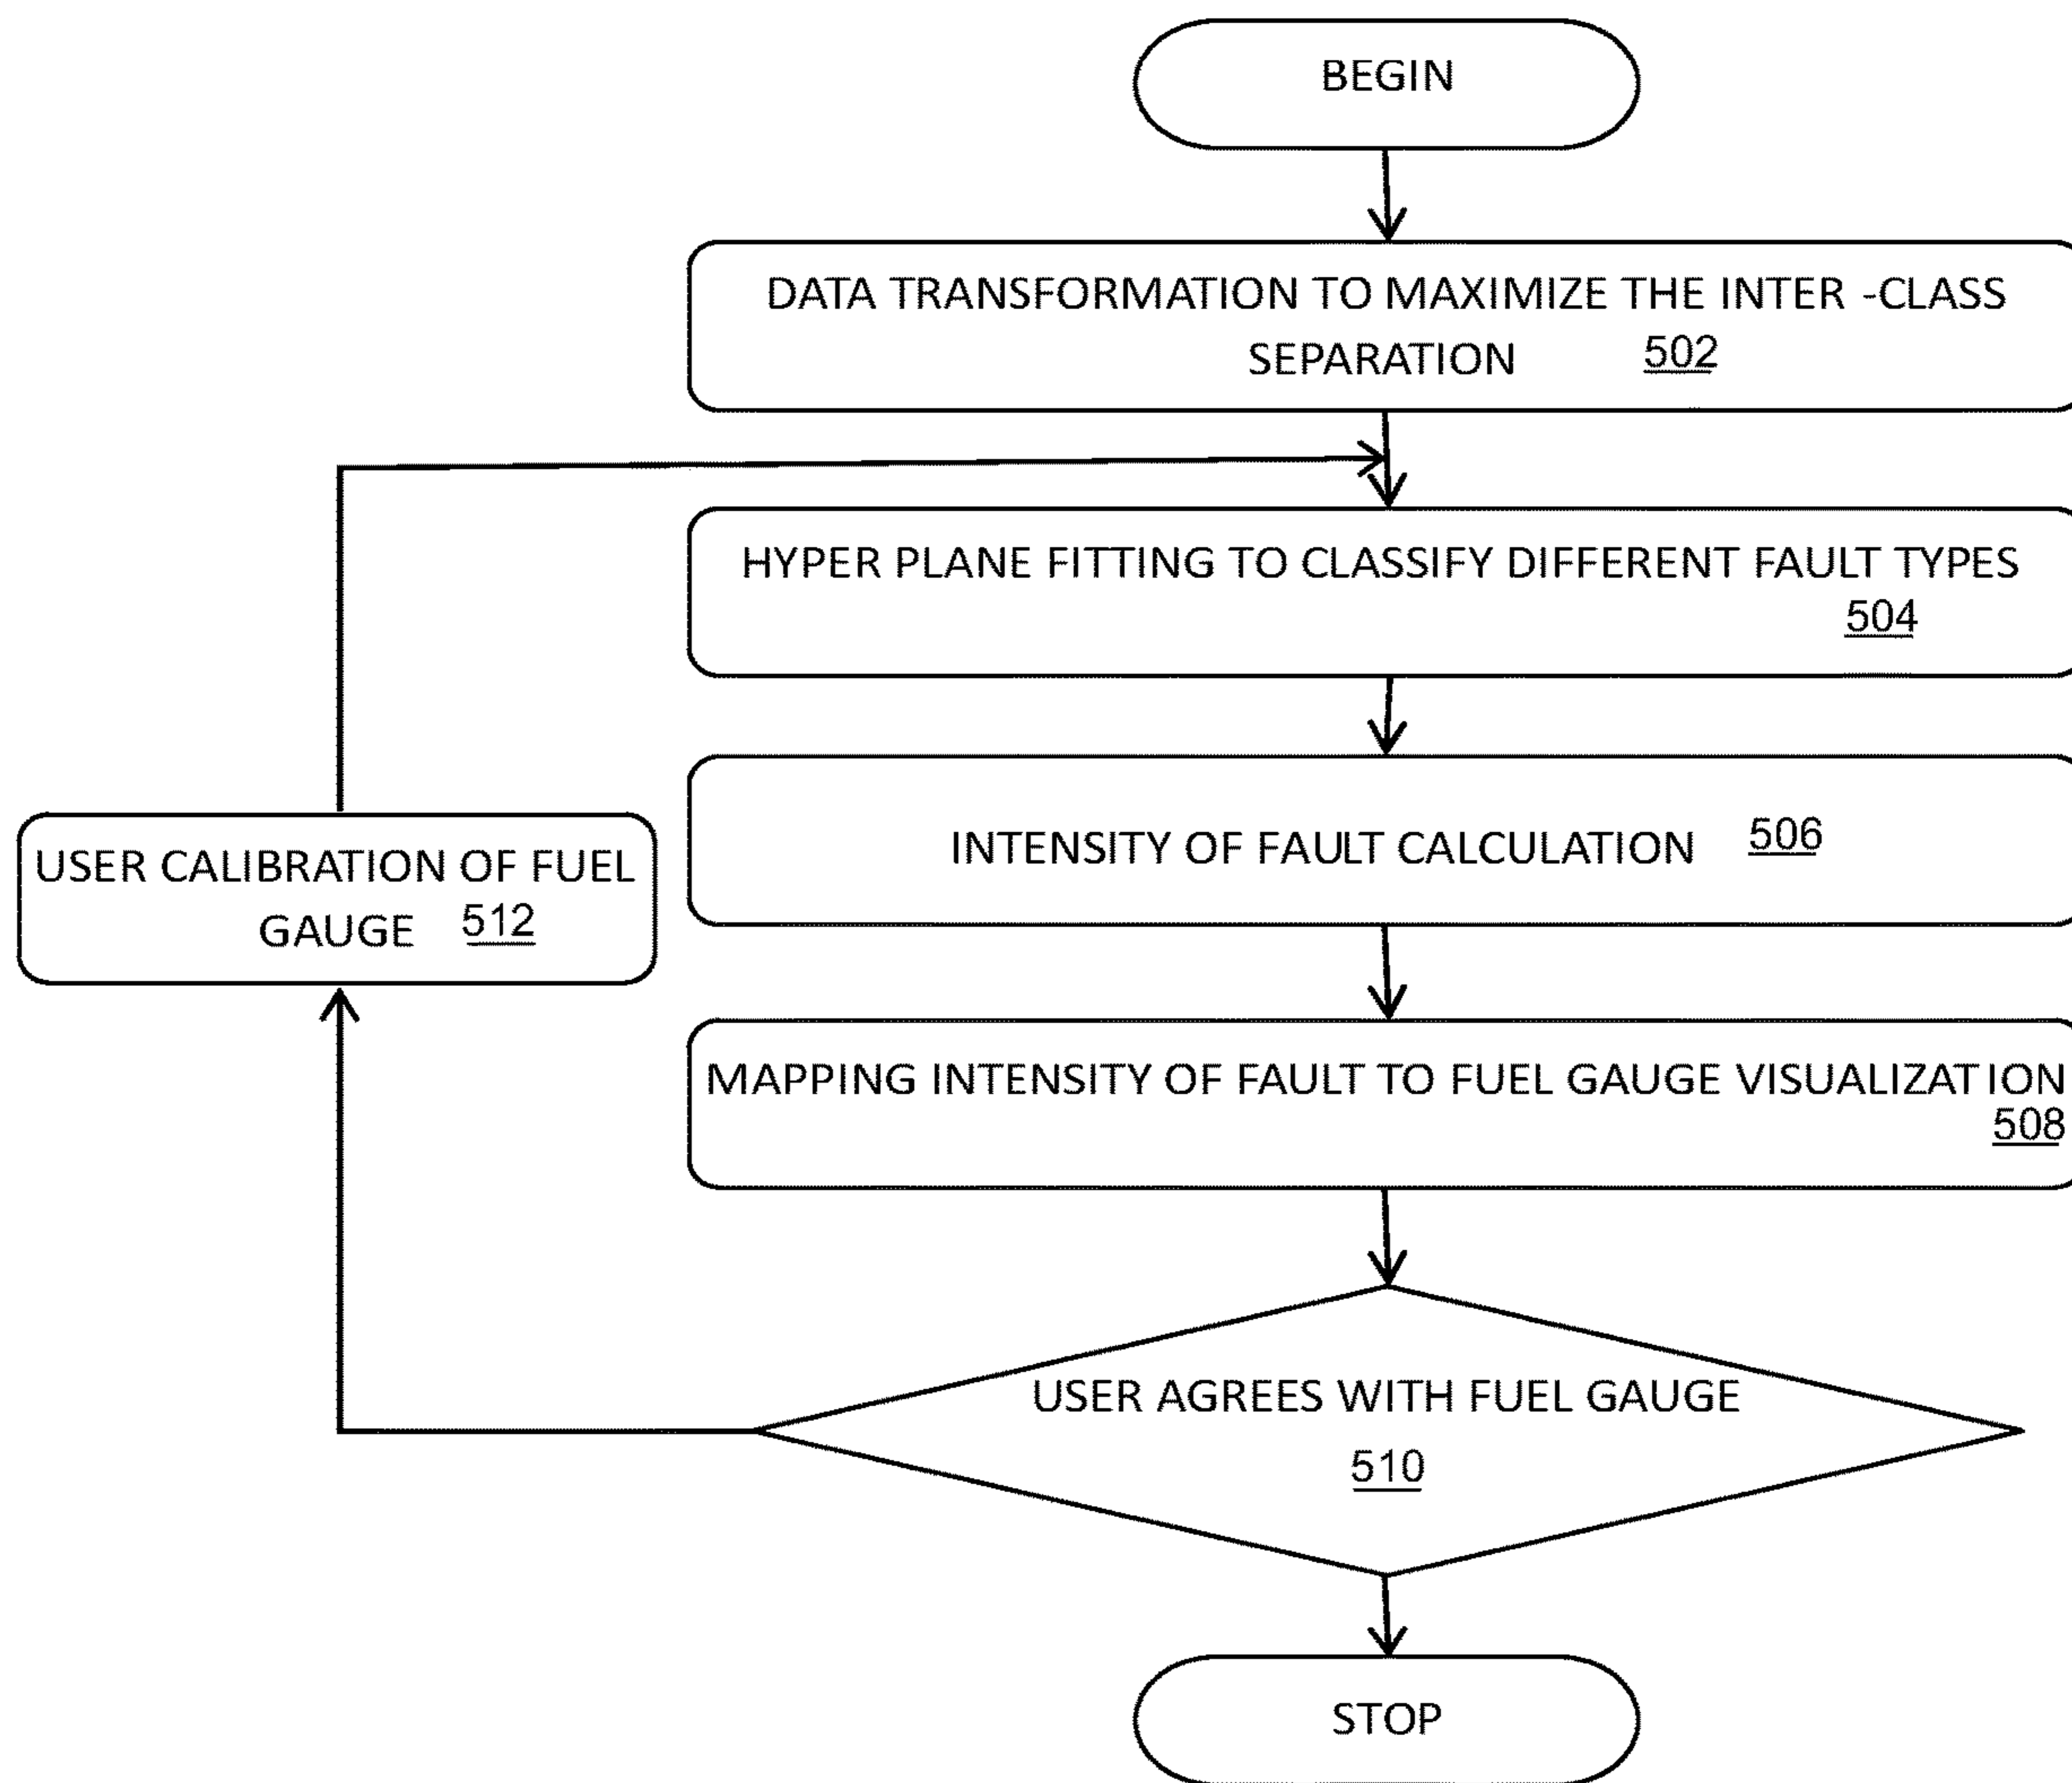 BEGIN
DATA TRANSFORMATION TO MAXIMIZE THE INTER -CLASS
SEPARATION 502
HYPER PLANE FITTING TO CLASSIFY DIFFERENT FAULT TYPES
504
INTENSITY OF FAULT CALCULATION 506
USER CALIBRATION OF FUEL
GAUGE 512
MAPPING INTENSITY OF FAULT TO FUEL GAUGE VISUALIZATION
508
USER AGREES WITH FUEL GAUGE
510
STOP